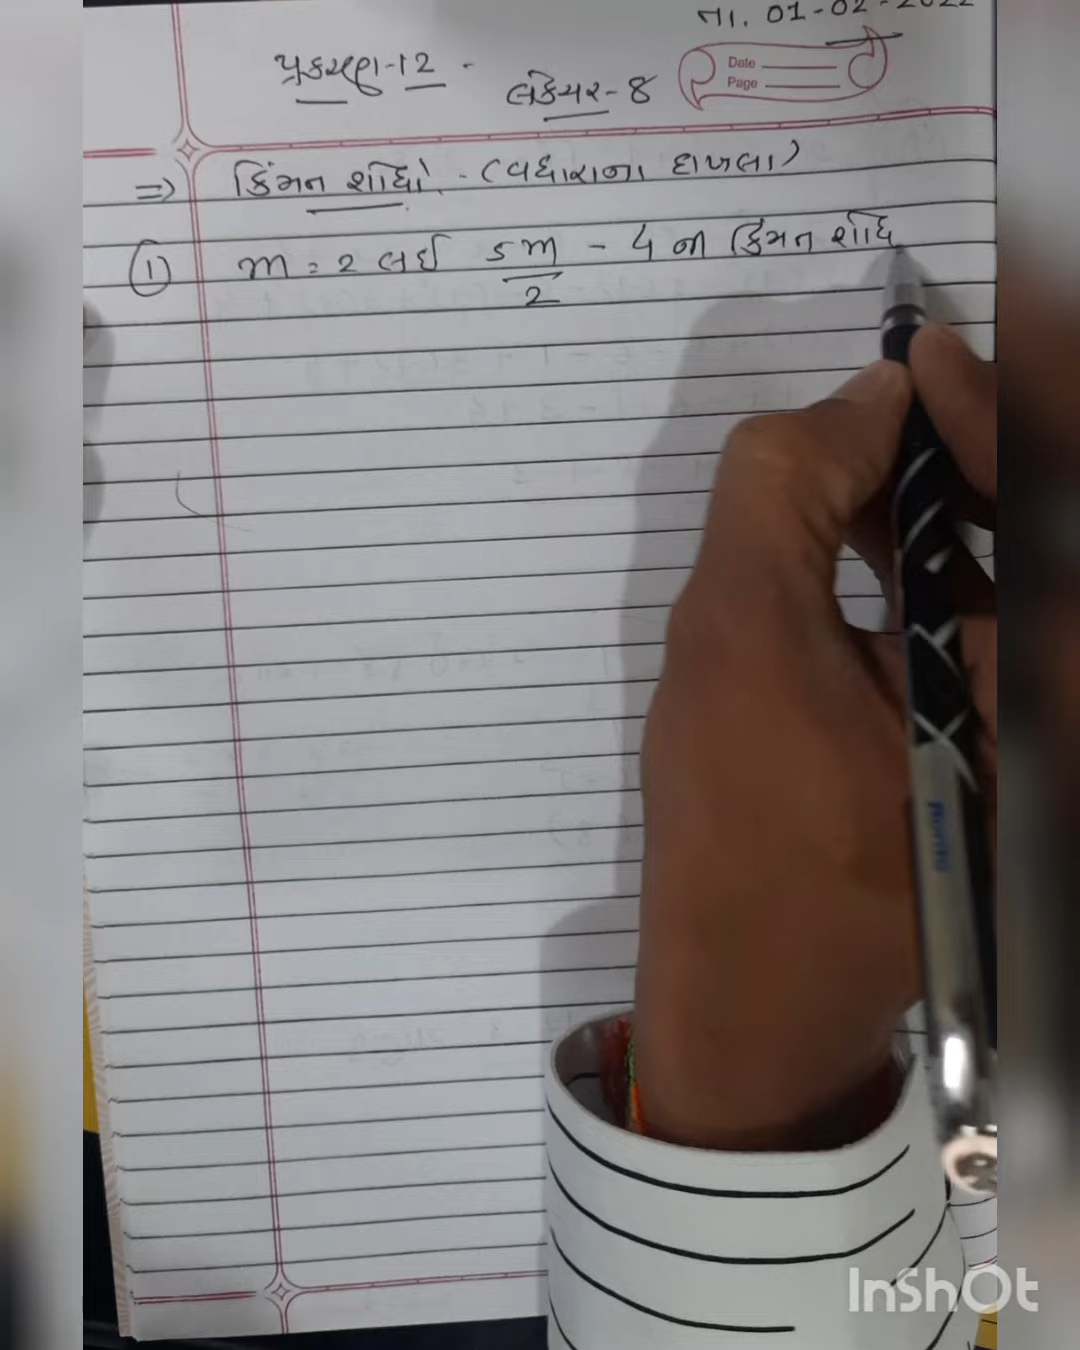 તા. 01-02-2022
પ્રકરણ-12.
લેક્ચર-8
Date
Page
=> કિંમત શોધો. (વધારાના દાખલા)
① m = 2 લઈ 5m/2 - 4 ની કિંમત શોધિ
InShOt